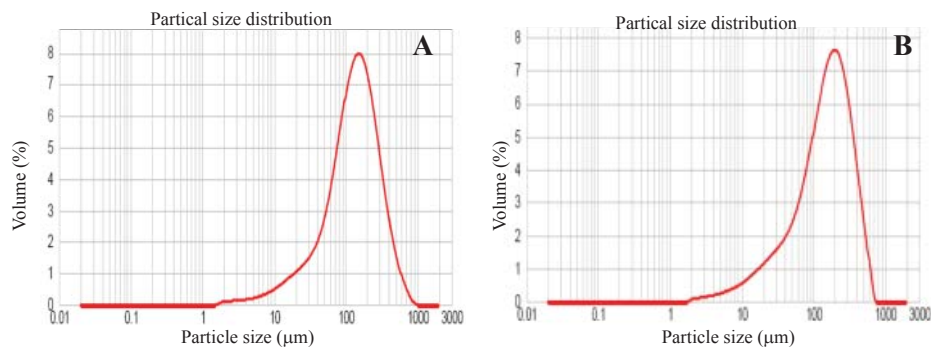 Partical size distribution
A
8
7
6
5
4
3
2
1
0
Volume (%)
0.01 0.1 1 10 100 1000 3000
Particle size (μm)
Partical size distribution
B
8
7
6
5
4
3
2
1
0
Volume (%)
0.01 0.1 1 10 100 1000 3000
Particle size (μm)